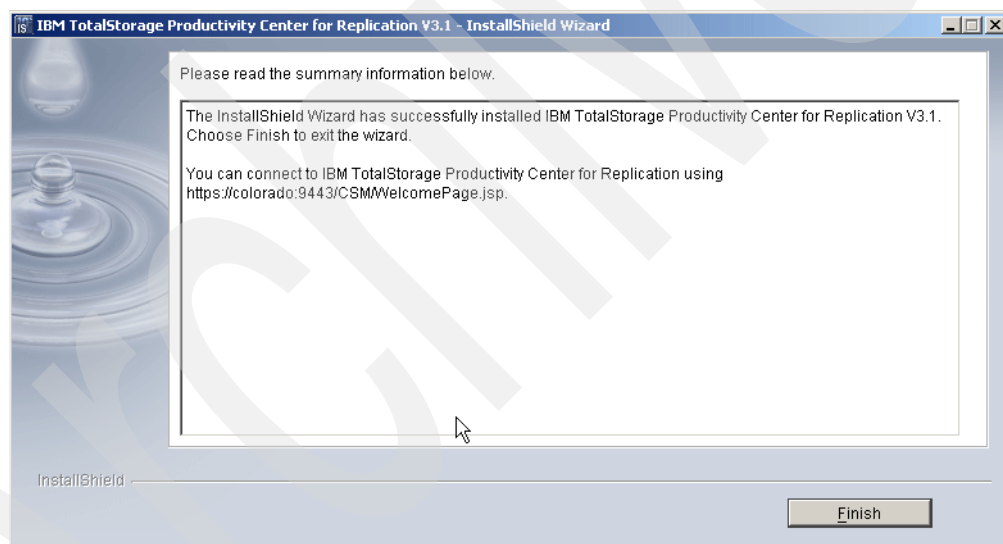 IBM TotalStorage Productivity Center for Replication V3.1 - InstallShield Wizard
Please read the summary information below.
The InstallShield Wizard has successfully installed IBM TotalStorage Productivity Center for Replication V3.1.
Choose Finish to exit the wizard.
You can connect to IBM TotalStorage Productivity Center for Replication using
https://colorado:9443/CSM/WelcomePage.jsp.
InstallShield
Finish